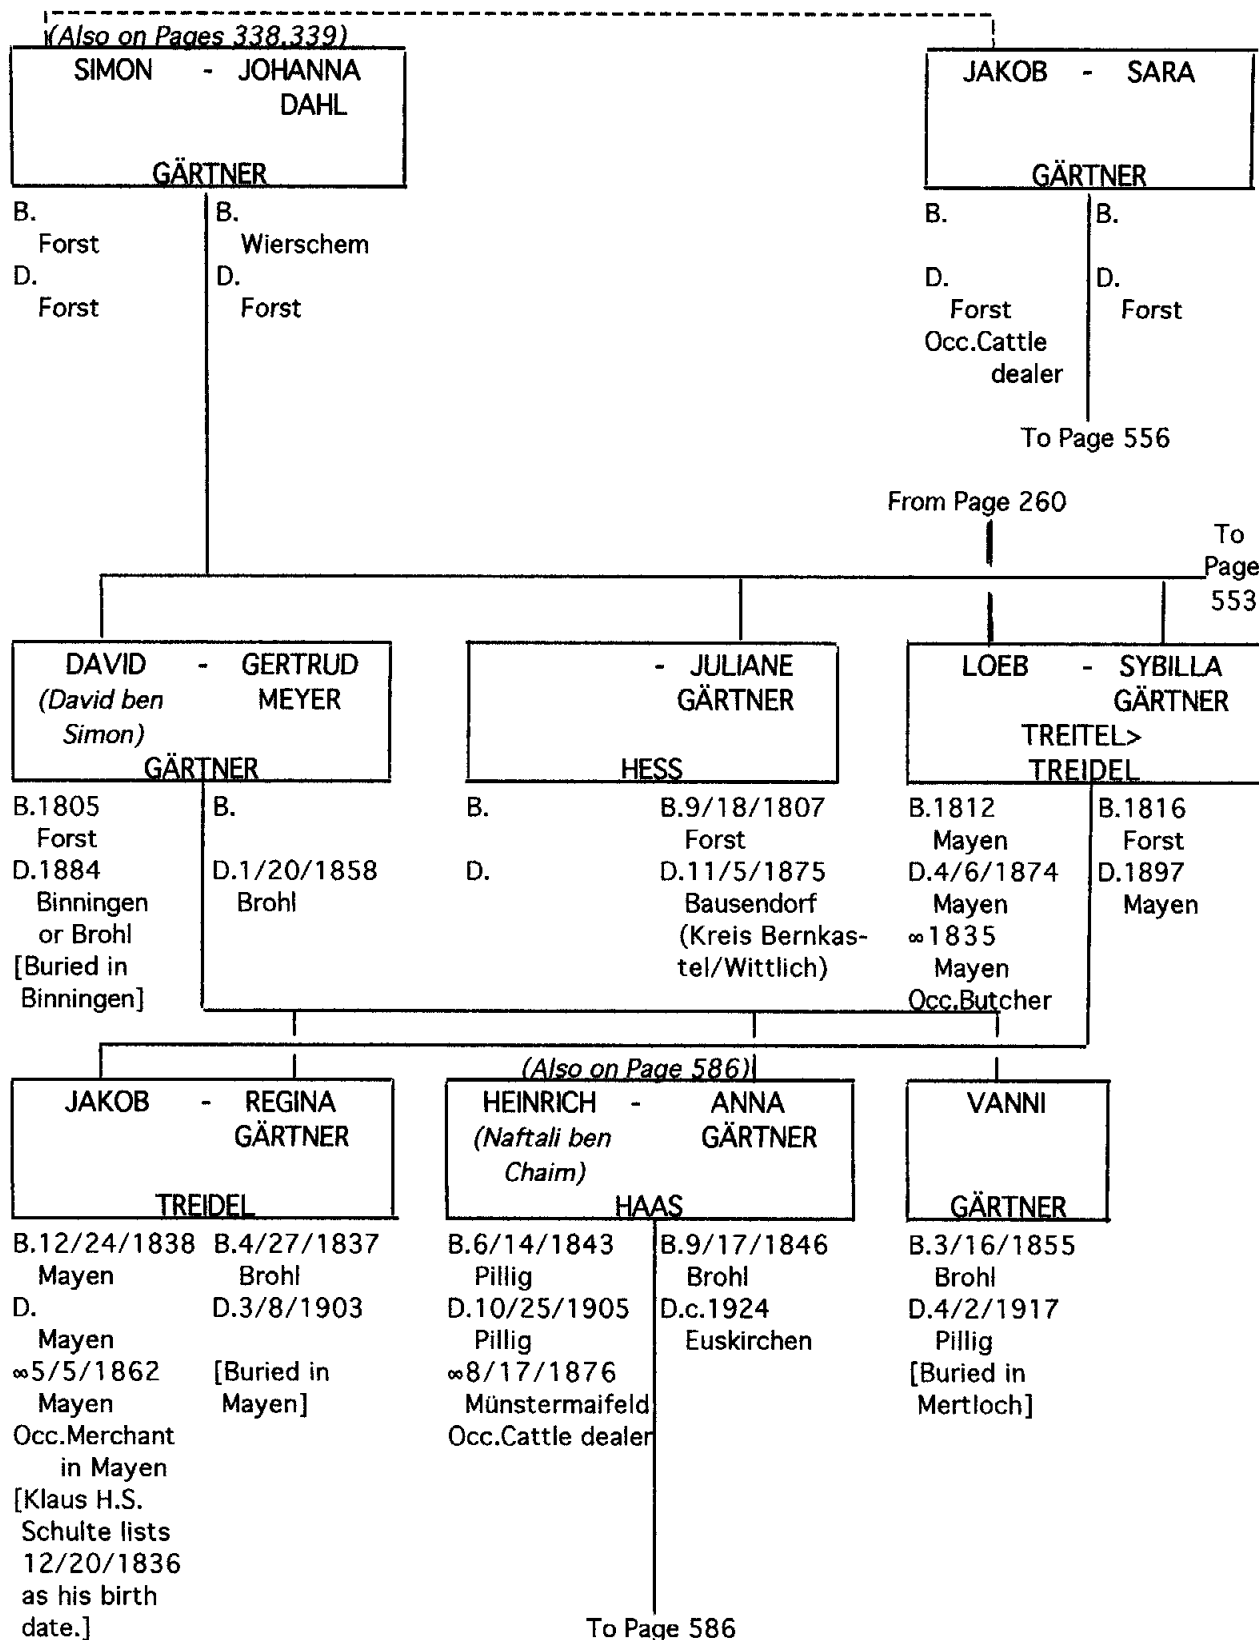 (Also on Pages 338,339)
SIMON - JOHANNA
DAHL
GÄRTNER
B.
Forst
D.
Forst
B.
Wierschem
D.
Forst
JAKOB - SARA
GÄRTNER
B.
D.
Forst
Occ.Cattle
dealer
B.
D.
Forst
To Page 556
From Page 260
To
Page
553
DAVID - GERTRUD
(David ben MEYER
Simon)
GÄRTNER
B.1805
Forst
D.1884
Binningen
or Brohl
[Buried in
Binningen]
B.
D.1/20/1858
Brohl
- JULIANE
GÄRTNER
HESS
B.
D.
B.9/18/1807
Forst
D.11/5/1875
Bausendorf
(Kreis Bernkas-
tel/Wittlich)
LOEB - SYBILLA
GÄRTNER
TREITEL>
TREIDEL
B.1812
Mayen
D.4/6/1874
Mayen
∞1835
Mayen
Occ.Butcher
B.1816
Forst
D.1897
Mayen
JAKOB - REGINA
GÄRTNER
TREIDEL
B.12/24/1838
Mayen
D.
Mayen
∞5/5/1862
Mayen
Occ.Merchant
in Mayen
[Klaus H.S.
Schulte lists
12/20/1836
as his birth
date.]
B.4/27/1837
Brohl
D.3/8/1903
[Buried in
Mayen]
(Also on Page 586)
HEINRICH - ANNA
(Naftali ben GÄRTNER
Chaim)
HAAS
B.6/14/1843
Pillig
D.10/25/1905
Pillig
∞8/17/1876
Münstermaifeld
Occ.Cattle dealer
B.9/17/1846
Brohl
D.c.1924
Euskirchen
To Page 586
VANNI
GÄRTNER
B.3/16/1855
Brohl
D.4/2/1917
Pillig
[Buried in
Mertloch]